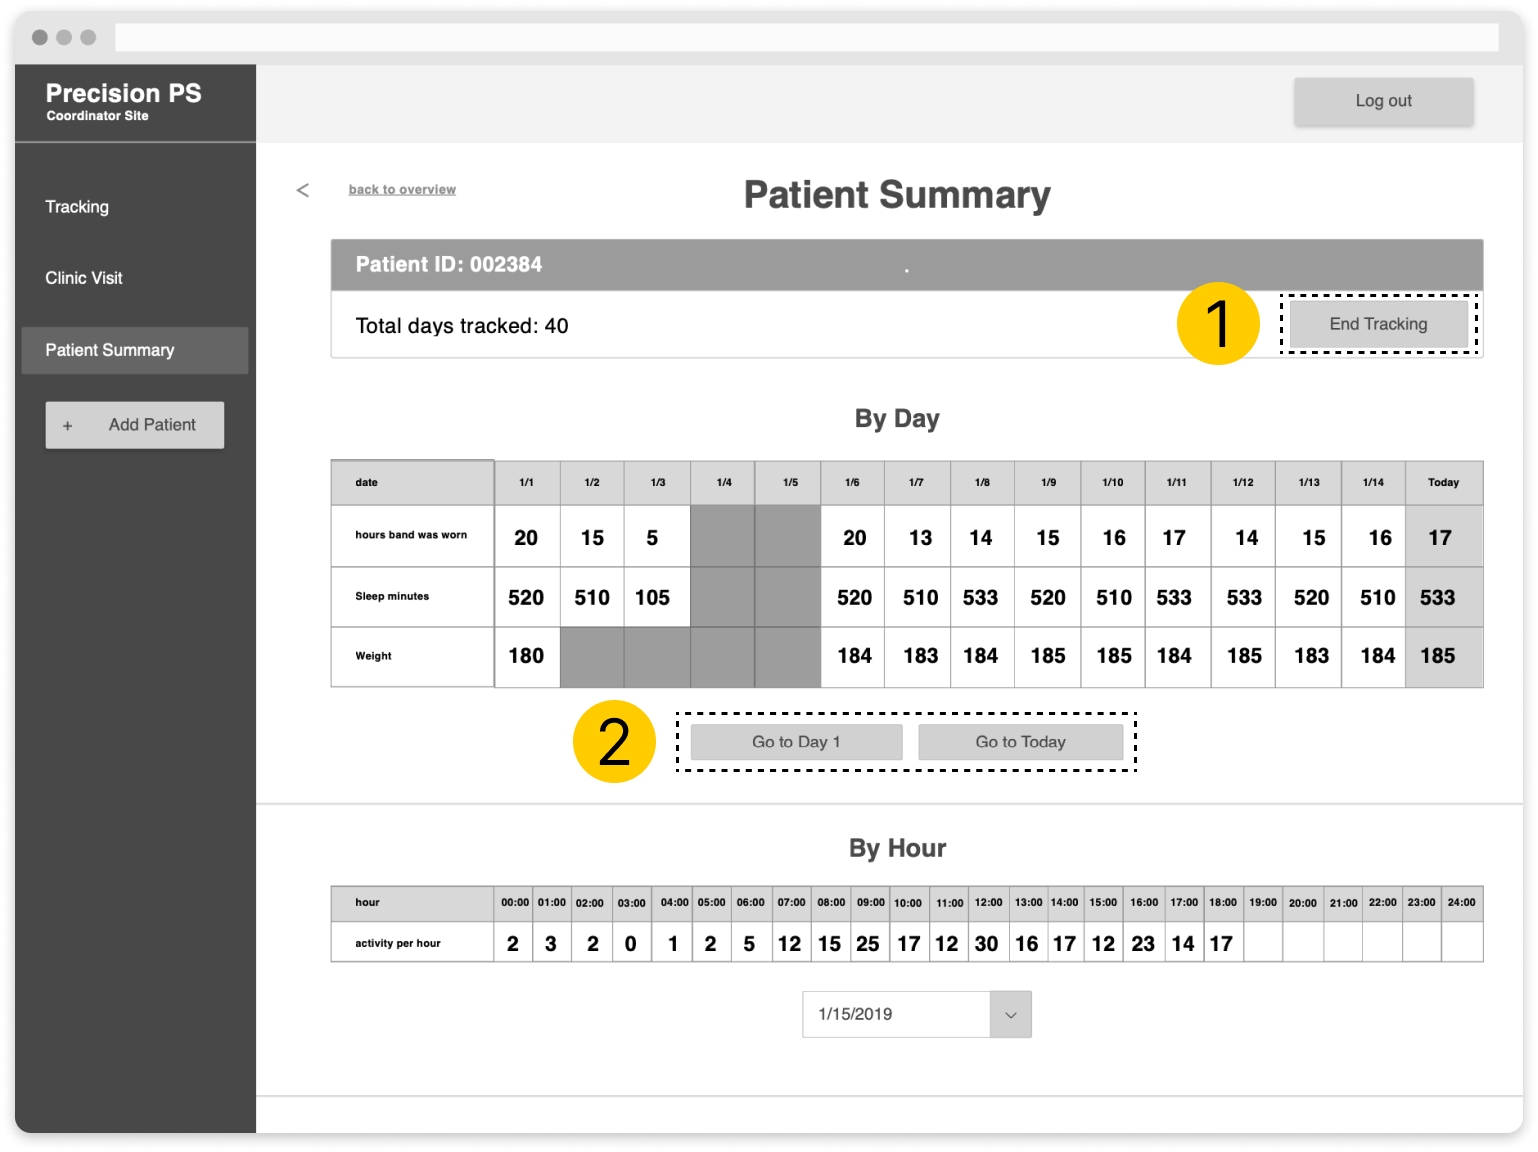 Precision PS
Coordinator Site
Log out
Tracking
Clinic Visit
Patient Summary
+ Add Patient
< back to overview
Patient Summary
Patient ID: 002384 .
Total days tracked: 40
1 End Tracking
By Day
date 1/1 1/2 1/3 1/4 1/5 1/6 1/7 1/8 1/9 1/10 1/11 1/12 1/13 1/14 Today
hours band was worn 20 15 5 20 13 14 15 16 17 14 15 16 17
Sleep minutes 520 510 105 520 510 533 520 510 533 533 520 510 533
Weight 180 184 183 184 185 185 184 185 183 184 185
2 Go to Day 1 Go to Today
By Hour
hour 00:00 01:00 02:00 03:00 04:00 05:00 06:00 07:00 08:00 09:00 10:00 11:00 12:00 13:00 14:00 15:00 16:00 17:00 18:00 19:00 20:00 21:00 22:00 23:00 24:00
activity per hour 2 3 2 0 1 2 5 12 15 25 17 12 30 16 17 12 23 14 17
1/15/2019